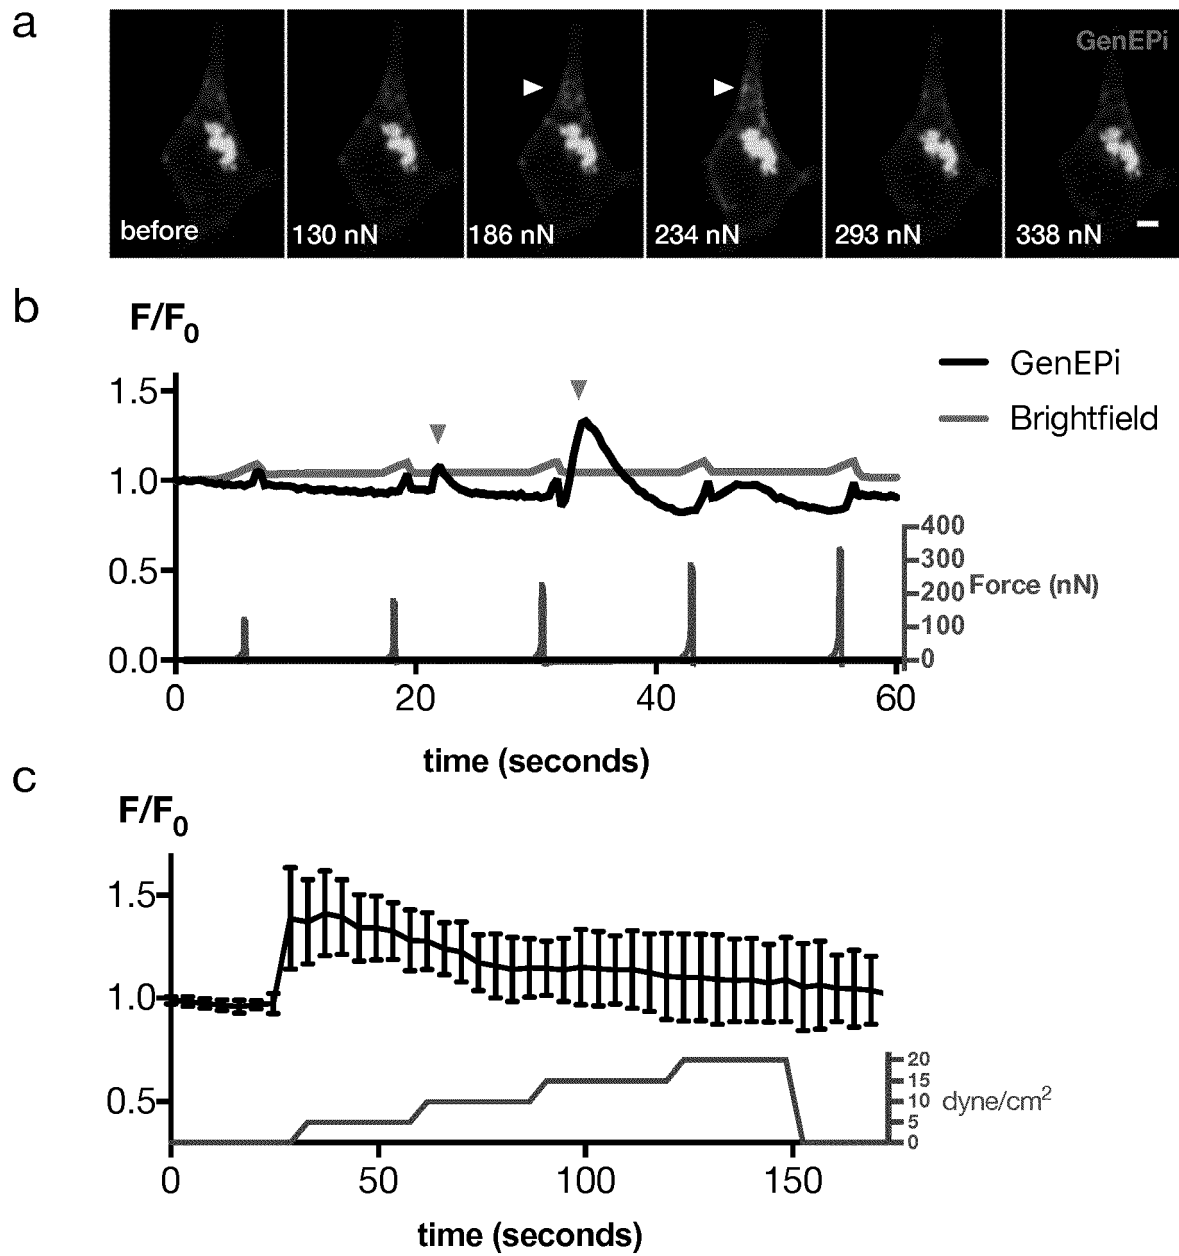 a
GenEPi
before
130 nN
186 nN
234 nN
293 nN
338 nN
b
F/F0
GenEPi
Brightfield
1.5
1.0
0.5
0.0
400
300
200
100
0
Force (nN)
0
20
40
60
time (seconds)
c
F/F0
1.5
1.0
0.5
20
15
10
5
0
dyne/cm²
0
50
100
150
time (seconds)